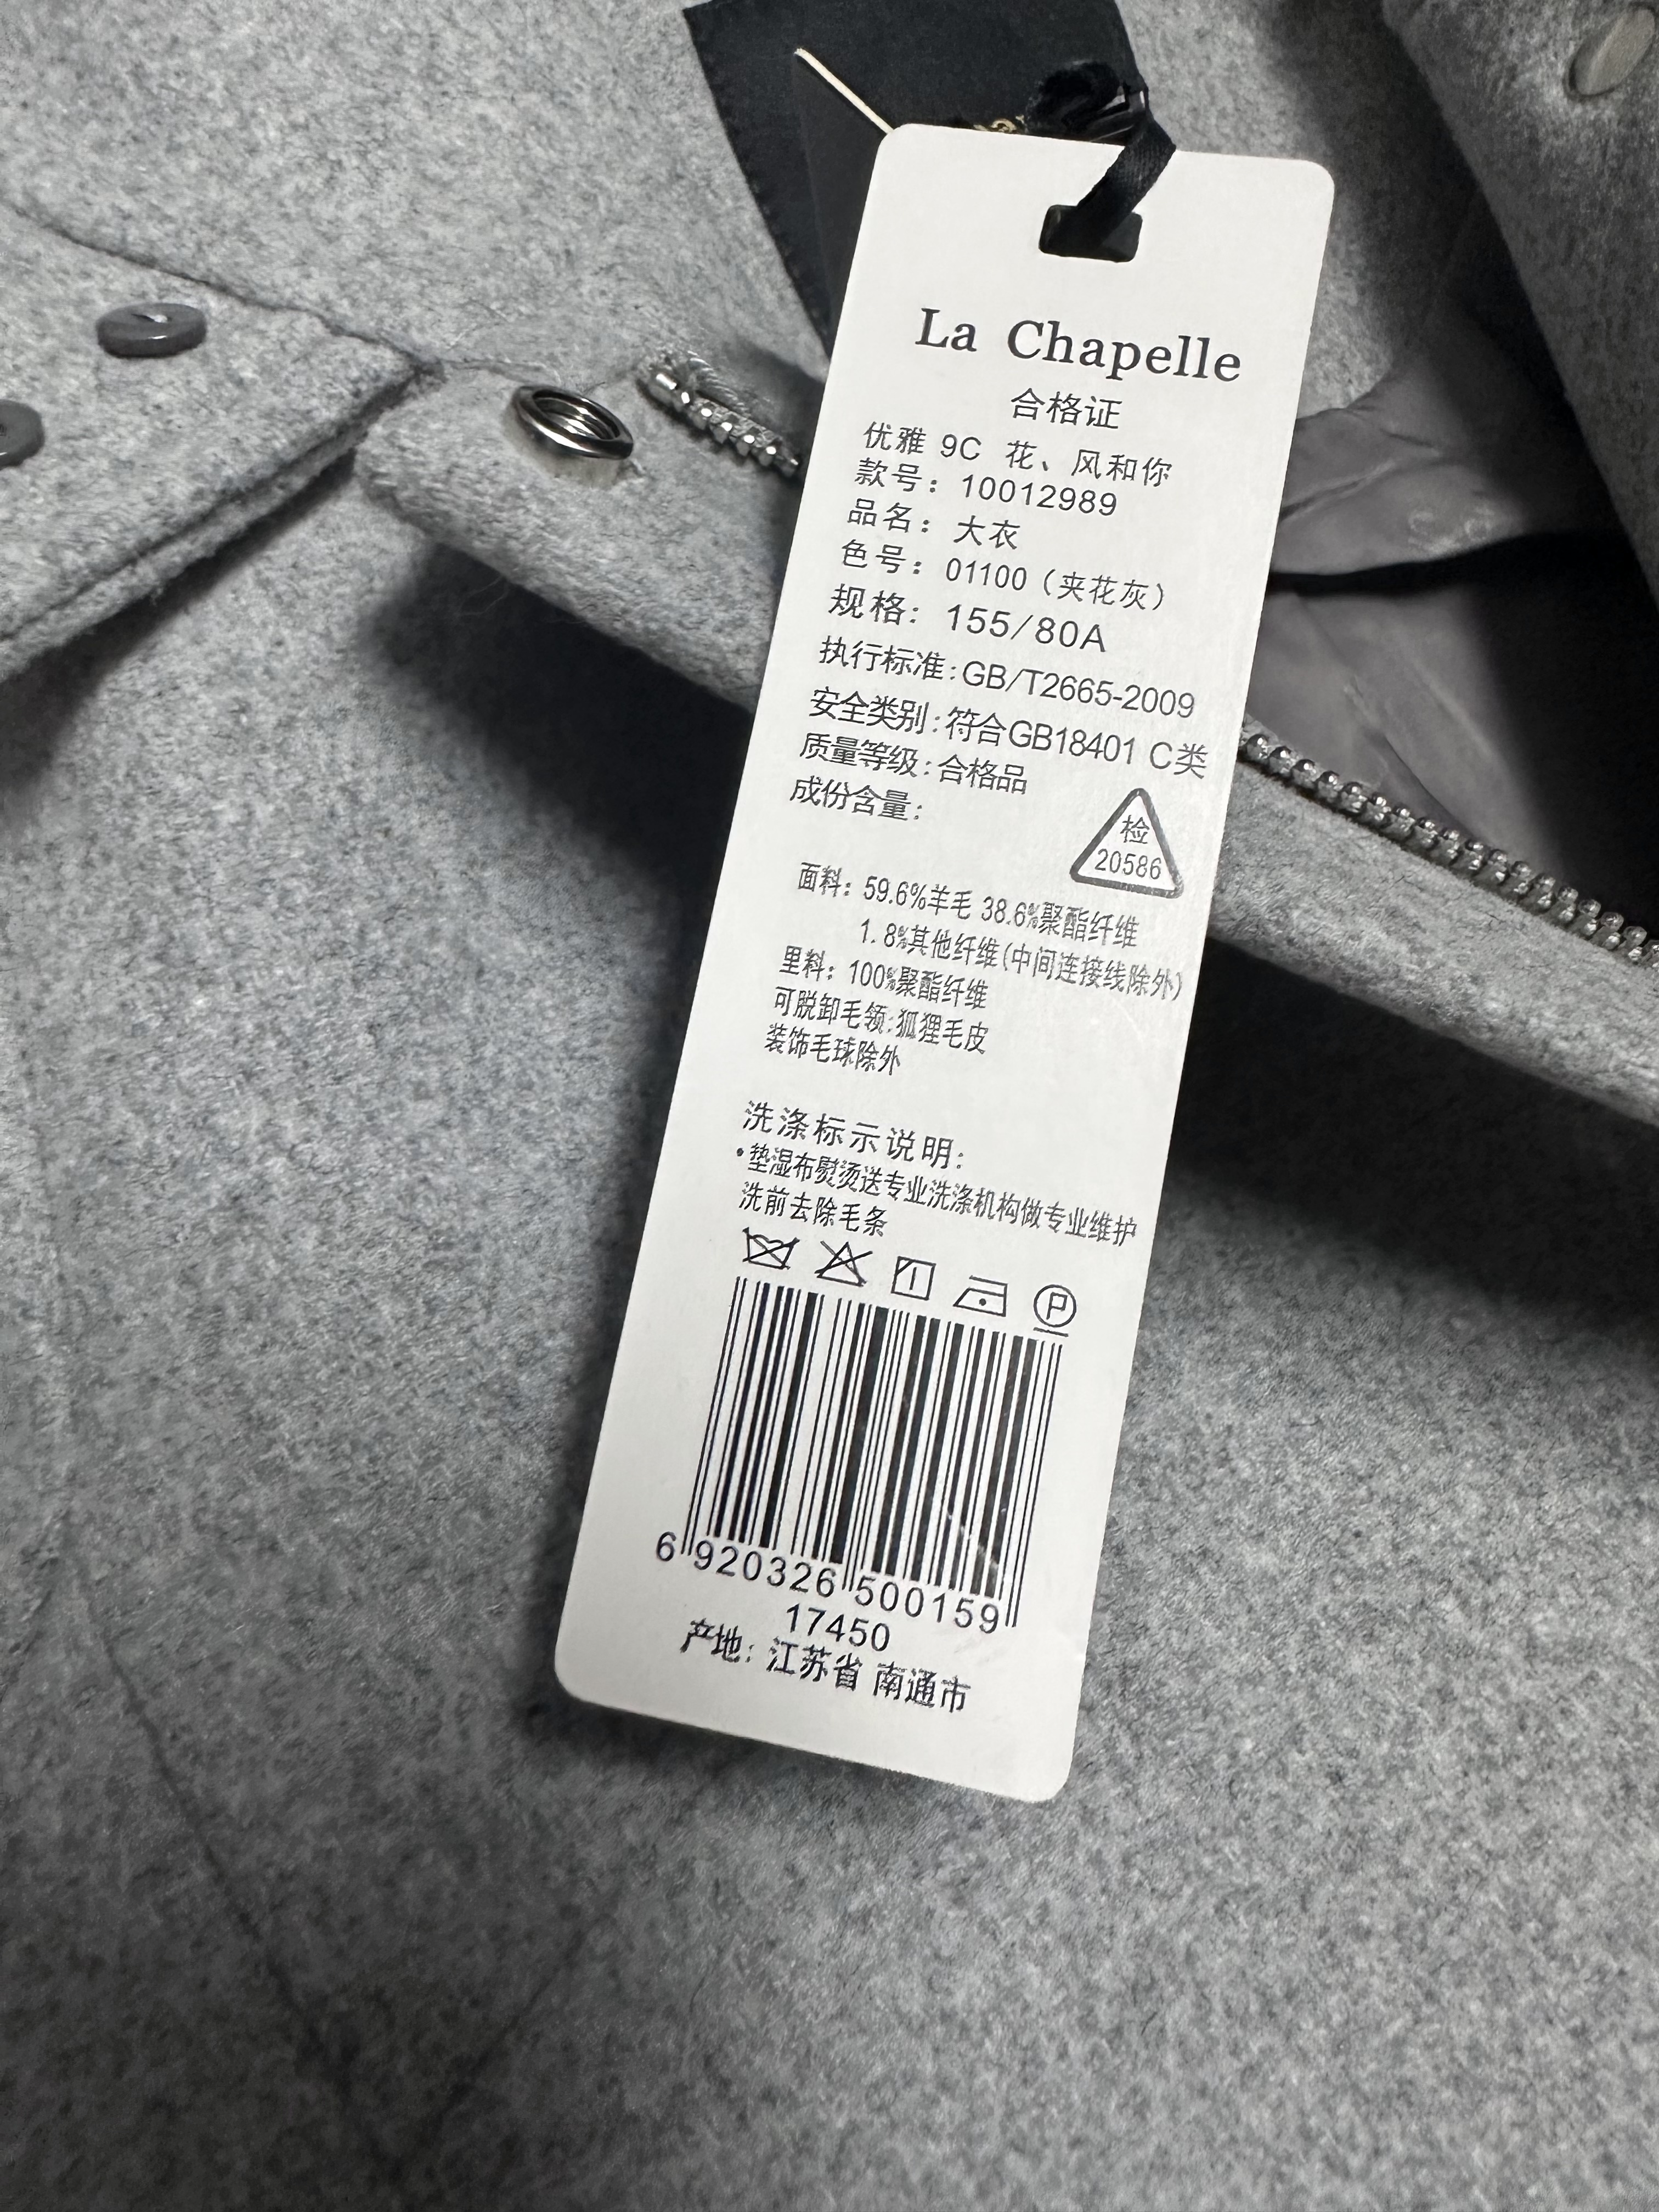 La Chapelle
合格证
优雅 9C 花、风和你
款号：10012989
品名：大衣
色号：01100（夹花灰）
规格：155/80A
执行标准：GB/T2665-2009
安全类别：符合GB18401 C类
质量等级：合格品
成份含量：
检
20586
面料：59.6%羊毛 38.6%聚酯纤维
1.8%其他纤维(中间连接线除外)
里料：100%聚酯纤维
可脱卸毛领:狐狸毛皮
装饰毛球除外
洗涤标示说明：
·垫湿布熨烫送专业洗涤机构做专业维护
洗前去除毛条
P
6 920326 500159
17450
产地：江苏省 南通市